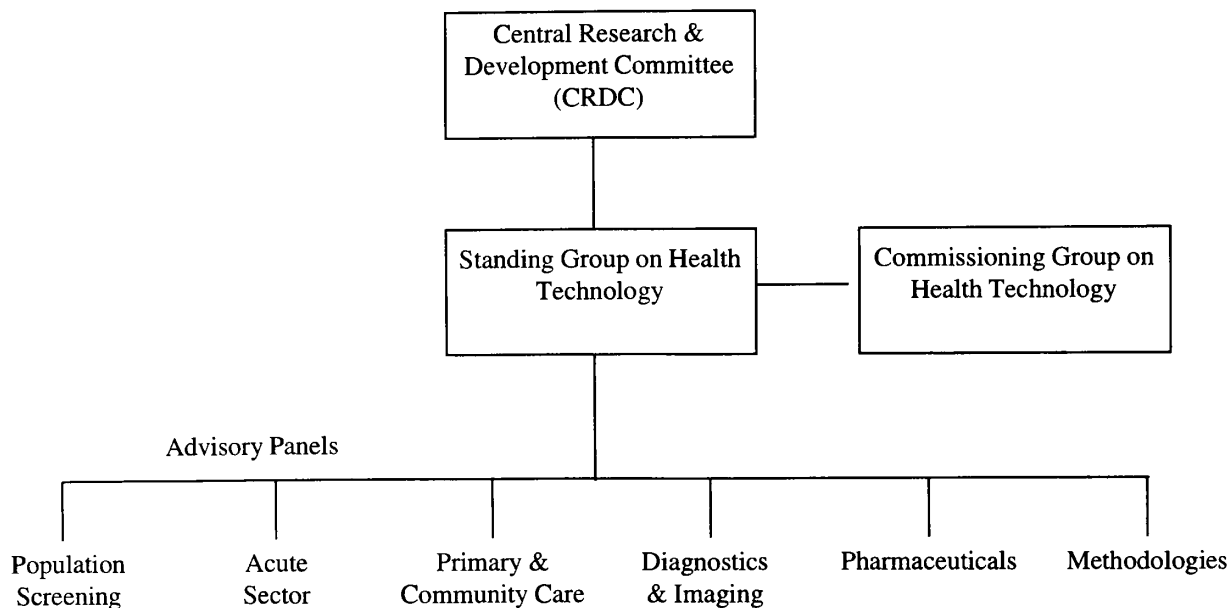 Central Research &
Development Committee
(CRDC)
Standing Group on Health
Technology
Commissioning Group on
Health Technology
Advisory Panels
Population
Screening
Acute
Sector
Primary &
Community Care
Diagnostics
& Imaging
Pharmaceuticals
Methodologies